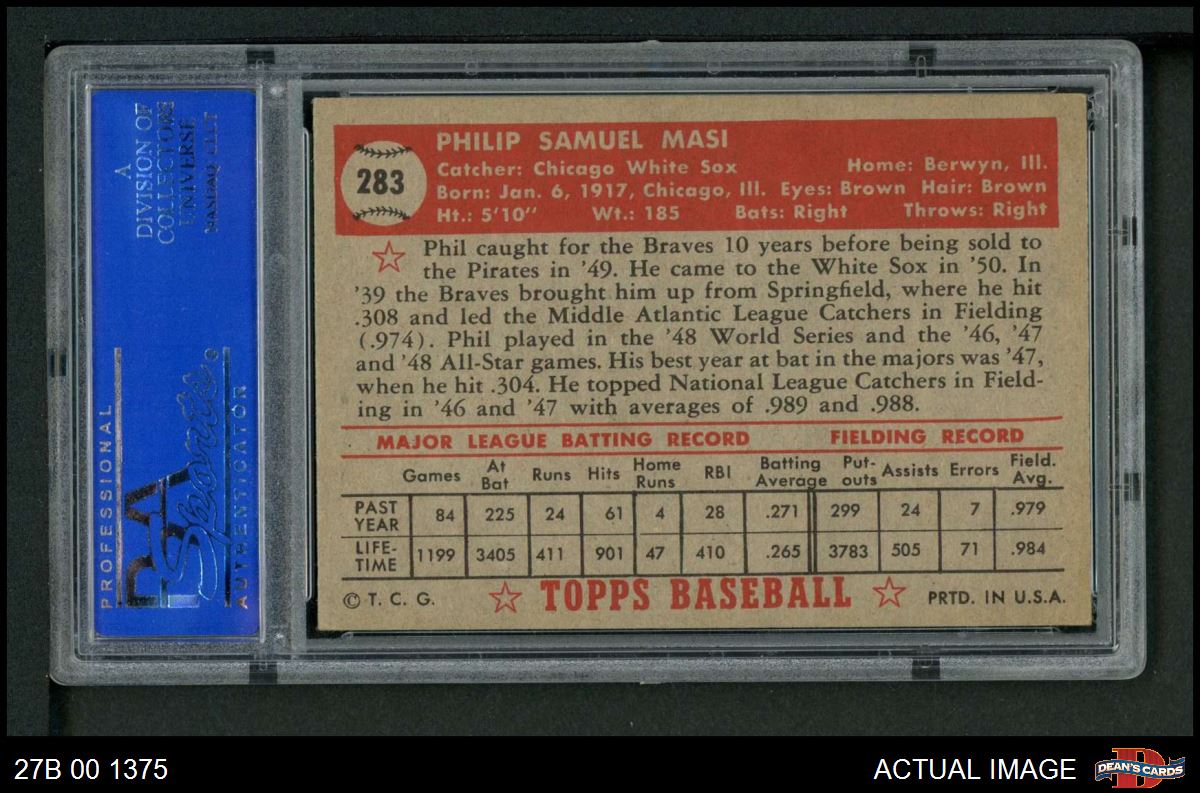 A
DIVISION OF
COLLECTORS
UNIVERSE
NASDAQ: CLCT
PROFESSIONAL
PSA
Sports
AUTHENTICATOR
283
PHILIP SAMUEL MASI
Catcher: Chicago White Sox Home: Berwyn, Ill.
Born: Jan. 6, 1917, Chicago, Ill. Eyes: Brown Hair: Brown
Ht.: 5'10" Wt.: 185 Bats: Right Throws: Right
Phil caught for the Braves 10 years before being sold to
the Pirates in '49. He came to the White Sox in '50. In
'39 the Braves brought him up from Springfield, where he hit
.308 and led the Middle Atlantic League Catchers in Fielding
(.974). Phil played in the '48 World Series and the '46, '47
and '48 All-Star games. His best year at bat in the majors was '47,
when he hit .304. He topped National League Catchers in Field-
ing in '46 and '47 with averages of .989 and .988.
MAJOR LEAGUE BATTING RECORD FIELDING RECORD
Games At Bat Runs Hits Home Runs RBI Batting Average Put-outs Assists Errors Field. Avg.
PAST YEAR 84 225 24 61 4 28 .271 299 24 7 .979
LIFE-TIME 1199 3405 411 901 47 410 .265 3783 505 71 .984
© T. C. G. TOPPS BASEBALL PRTD. IN U.S.A.
27B 00 1375 ACTUAL IMAGE DEAN'S CARDS